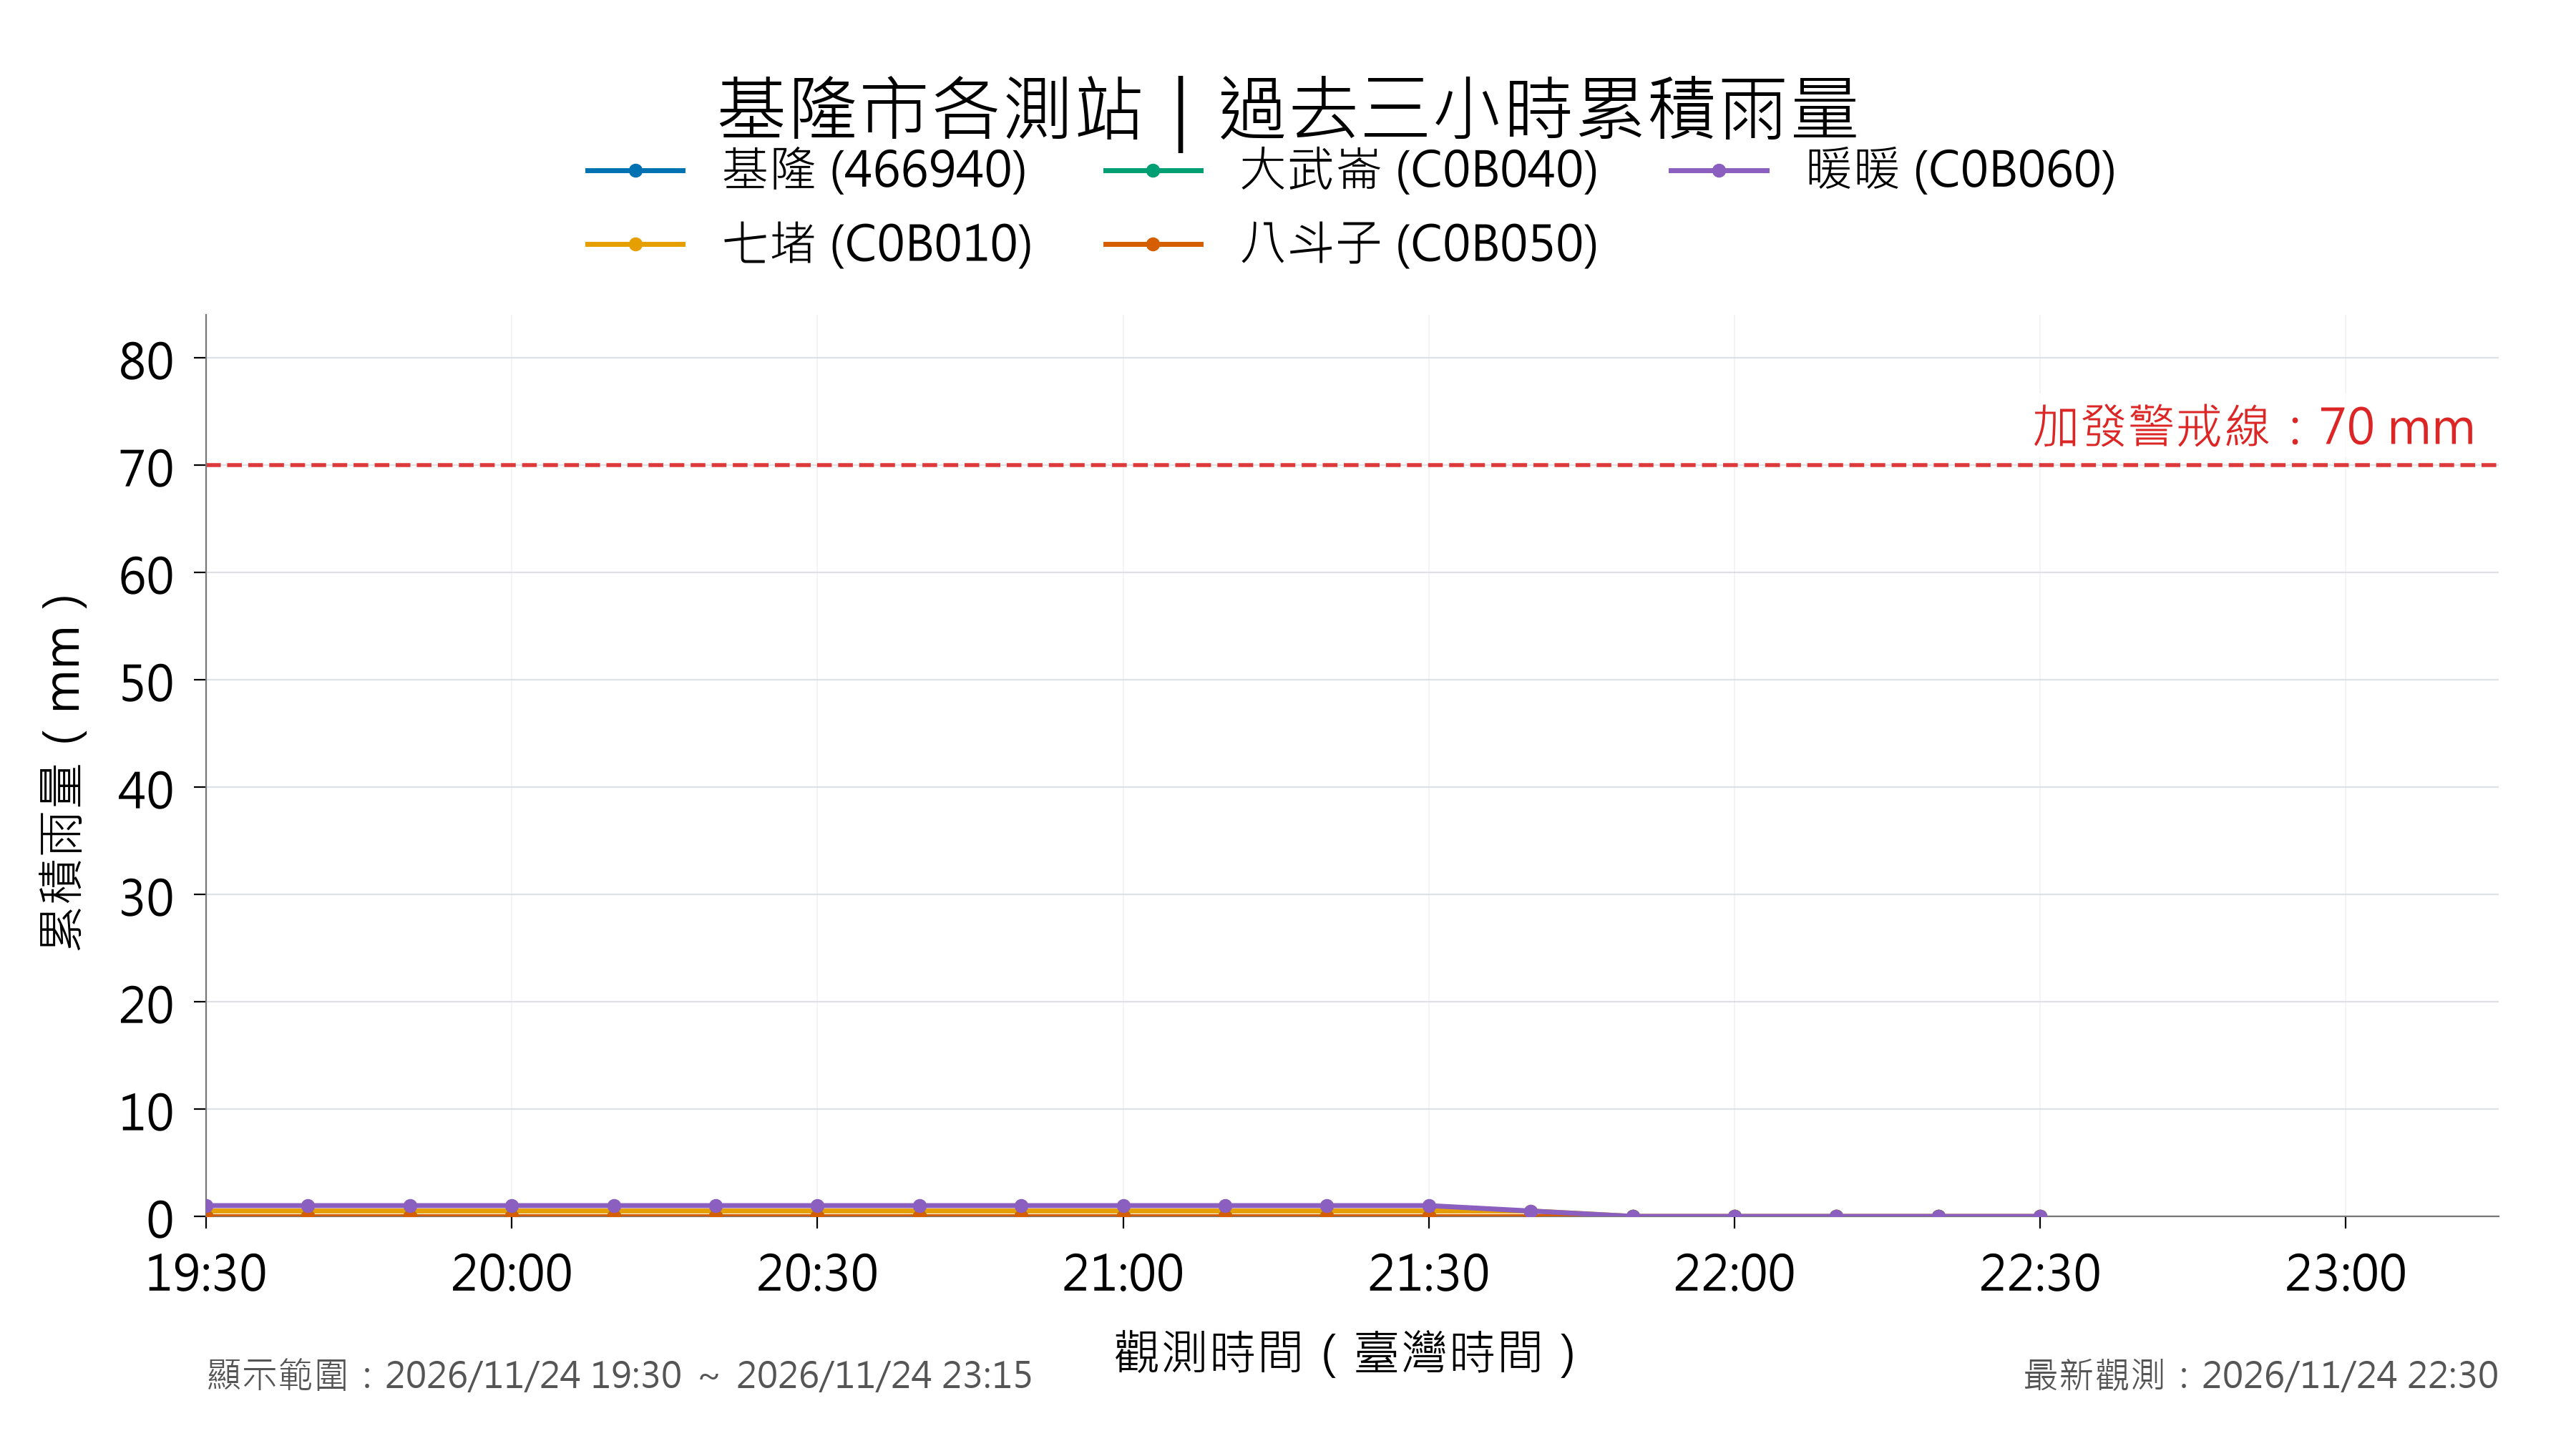 基隆市各測站｜過去三小時累積雨量
基隆 (466940)
大武崙 (C0B040)
暖暖 (C0B060)
七堵 (C0B010)
八斗子 (C0B050)
累積雨量（mm）
80
70
60
50
40
30
20
10
0
加發警戒線：70 mm
19:30
20:00
20:30
21:00
21:30
22:00
22:30
23:00
觀測時間（臺灣時間）
顯示範圍：2026/11/24 19:30 ~ 2026/11/24 23:15
最新觀測：2026/11/24 22:30